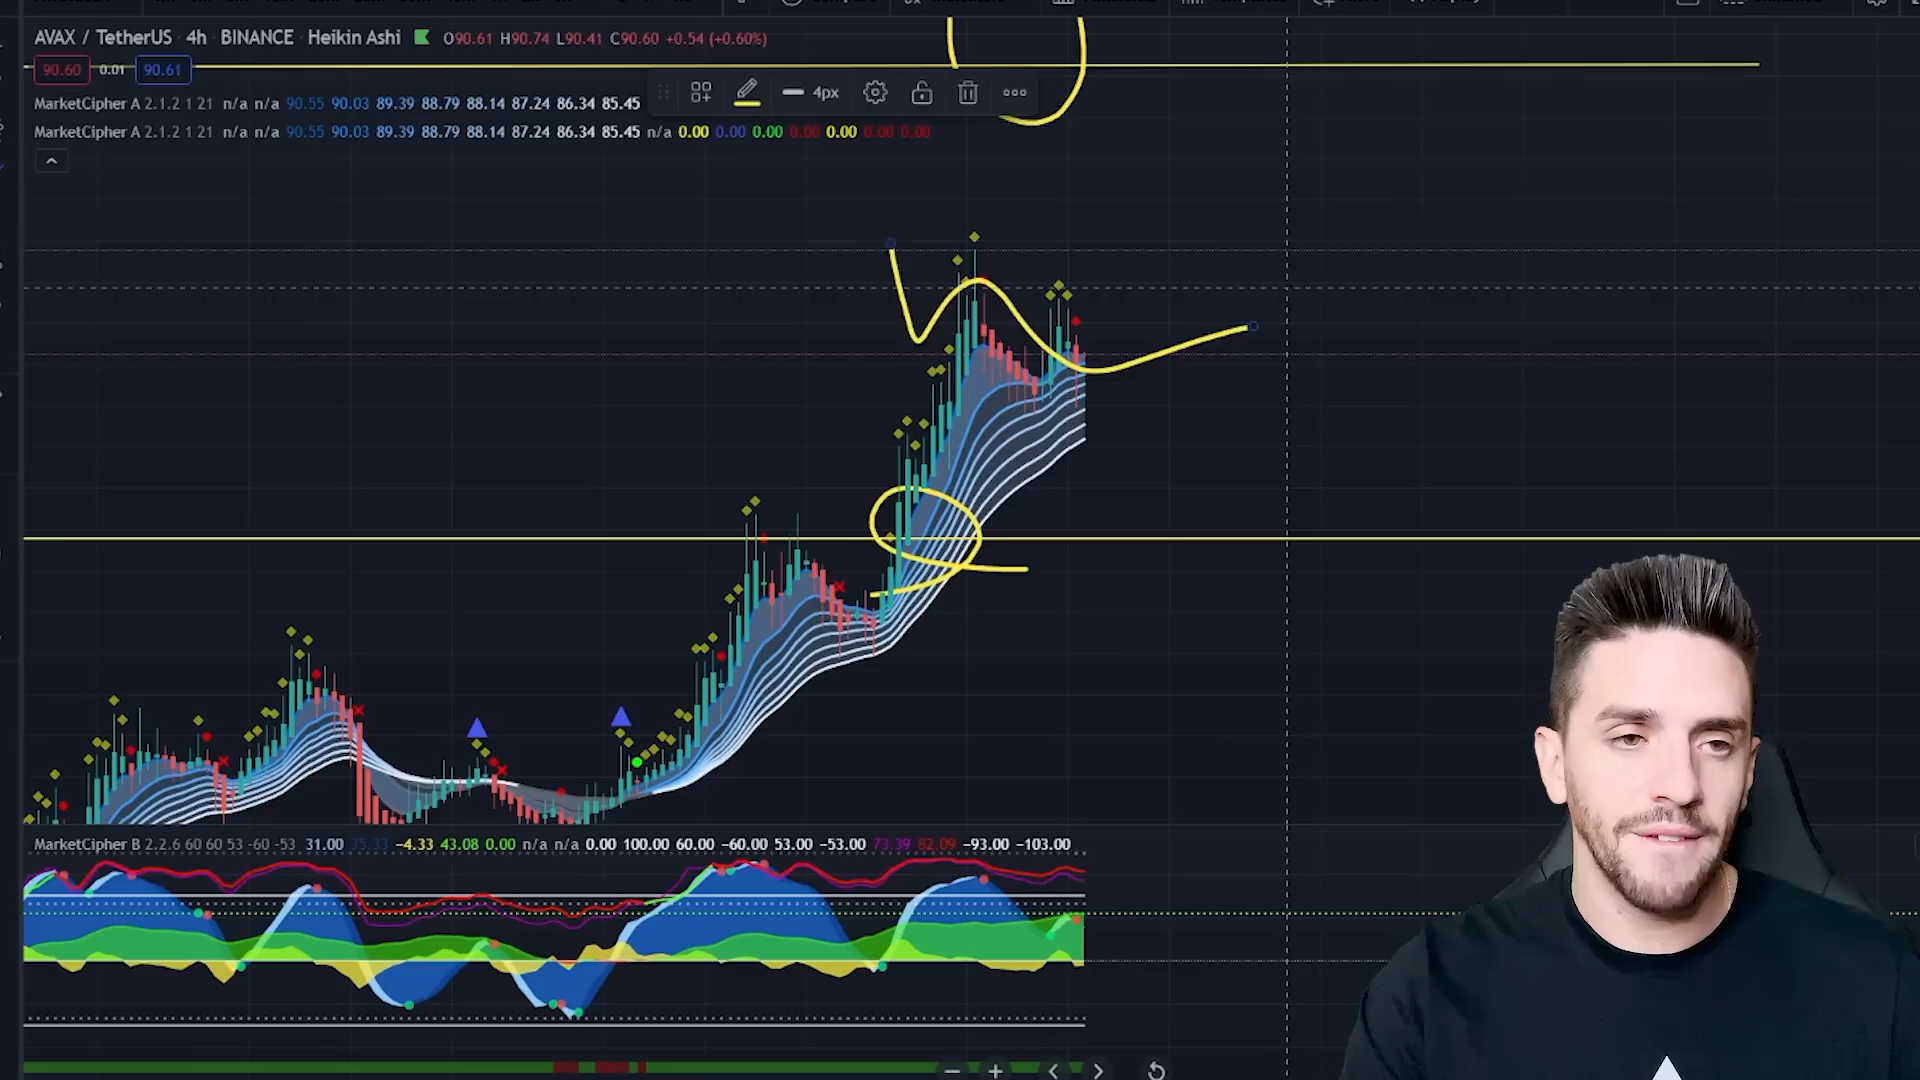 AVAX / TetherUS · 4h · BINANCE · Heikin Ashi O90.61 H90.74 L90.41 C90.60 +0.54 (+0.60%)
90.60 0.01 90.61
MarketCipher A 2.1.2 1 21 n/a n/a 90.55 90.03 89.39 88.79 88.14 87.24 86.34 85.45
4px
MarketCipher A 2.1.2 1 21 n/a n/a 90.55 90.03 89.39 88.79 88.14 87.24 86.34 85.45 n/a 0.00 0.00 0.00 0.00 0.00 0.00 0.00
MarketCipher B 2.2.6 60 60 53 -60 -53 31.00 35.33 −4.33 43.08 0.00 n/a n/a 0.00 100.00 60.00 −60.00 53.00 −53.00 73.39 82.09 −93.00 −103.00